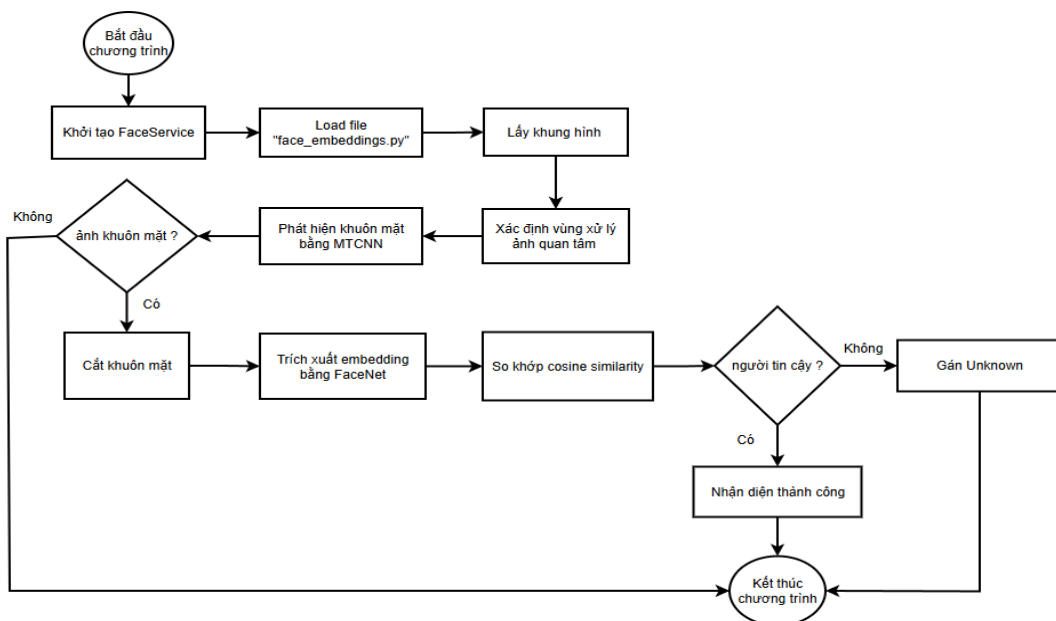 Bắt đầu
chương trình
Khởi tạo FaceService
Load file
"face_embeddings.py"
Lấy khung hình
Không
ảnh khuôn mặt ?
Phát hiện khuôn mặt
bằng MTCNN
Xác định vùng xử lý
ảnh quan tâm
Có
Cắt khuôn mặt
Trích xuất embedding
bằng FaceNet
So khớp cosine similarity
người tin cậy ?
Không
Gán Unknown
Có
Nhận diện thành công
Kết thúc
chương trình